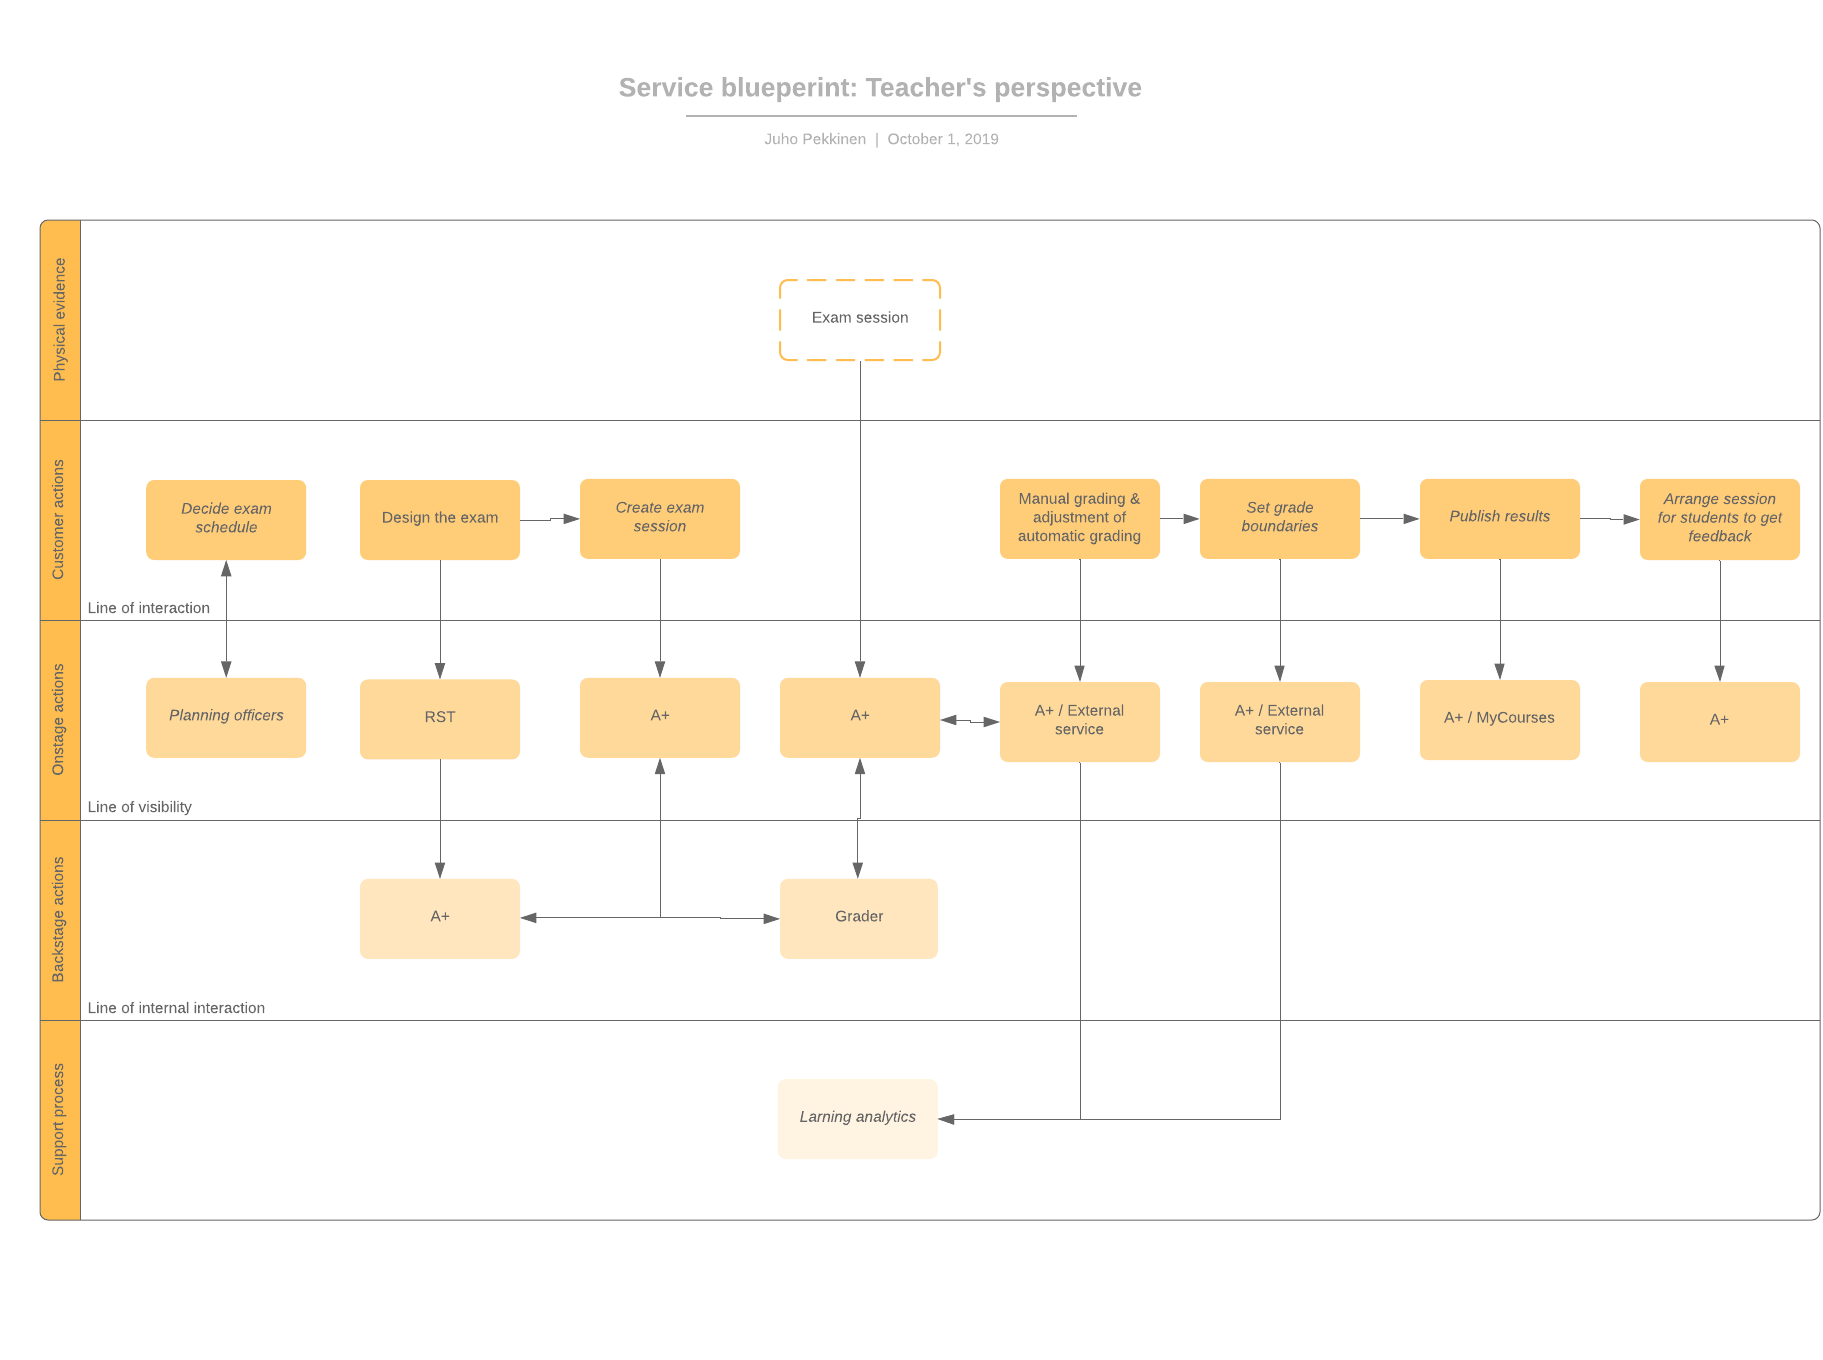 Service blueperint: Teacher's perspective
Juho Pekkinen | October 1, 2019
Physical evidence
Exam session
Customer actions
Decide exam
schedule
Design the exam
Create exam
session
Manual grading &
adjustment of
automatic grading
Set grade
boundaries
Publish results
Arrange session
for students to get
feedback
Line of interaction
Onstage actions
Planning officers
RST
A+
A+
A+ / External
service
A+ / External
service
A+ / MyCourses
A+
Line of visibility
Backstage actions
A+
Grader
Line of internal interaction
Support process
Larning analytics